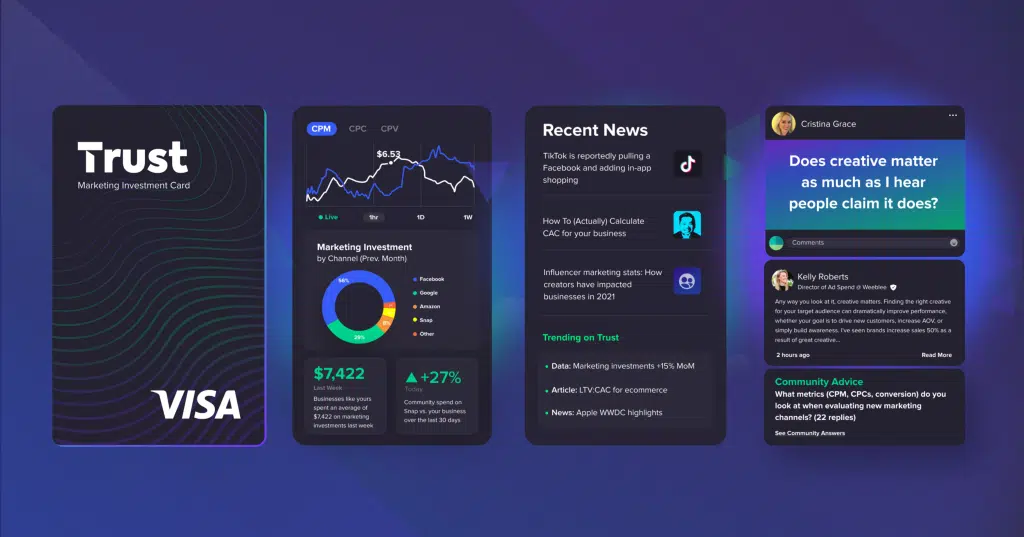 Trust
Marketing Investment Card
VISA
CPM CPC CPV
$6.53
Live 1hr 1D 1W
Marketing Investment
by Channel (Prev. Month)
Facebook
Google
Amazon
Snap
Other
$7,422
Last Week
Businesses like yours
spent an average of
$7,422 on marketing
investments last week
+27%
Community spend on
Snap vs. your business
over the last 30 days
Recent News
TikTok is reportedly pulling a
Facebook and adding in-app
shopping
How To (Actually) Calculate
CAC for your business
Influencer marketing stats: How
creators have impacted
businesses in 2021
Trending on Trust
Data: Marketing investments +15% MoM
Article: LTV:CAC for ecommerce
News: Apple WWDC highlights
Cristina Grace
Does creative matter
as much as I hear
people claim it does?
Comments
Kelly Roberts
Director of Ad Spend @ Weeblee
Any way you look at it, creative matters. Finding the right creative
for your target audience can dramatically improve performance,
whether your goal is to drive new customers, increase AOV, or
simply build awareness. I've seen brands increase sales 50% as a
result of great creative...
2 hours ago Read More
Community Advice
What metrics (CPM, CPCs, conversion) do you
look at when evaluating new marketing
channels? (22 replies)
See Community Answers